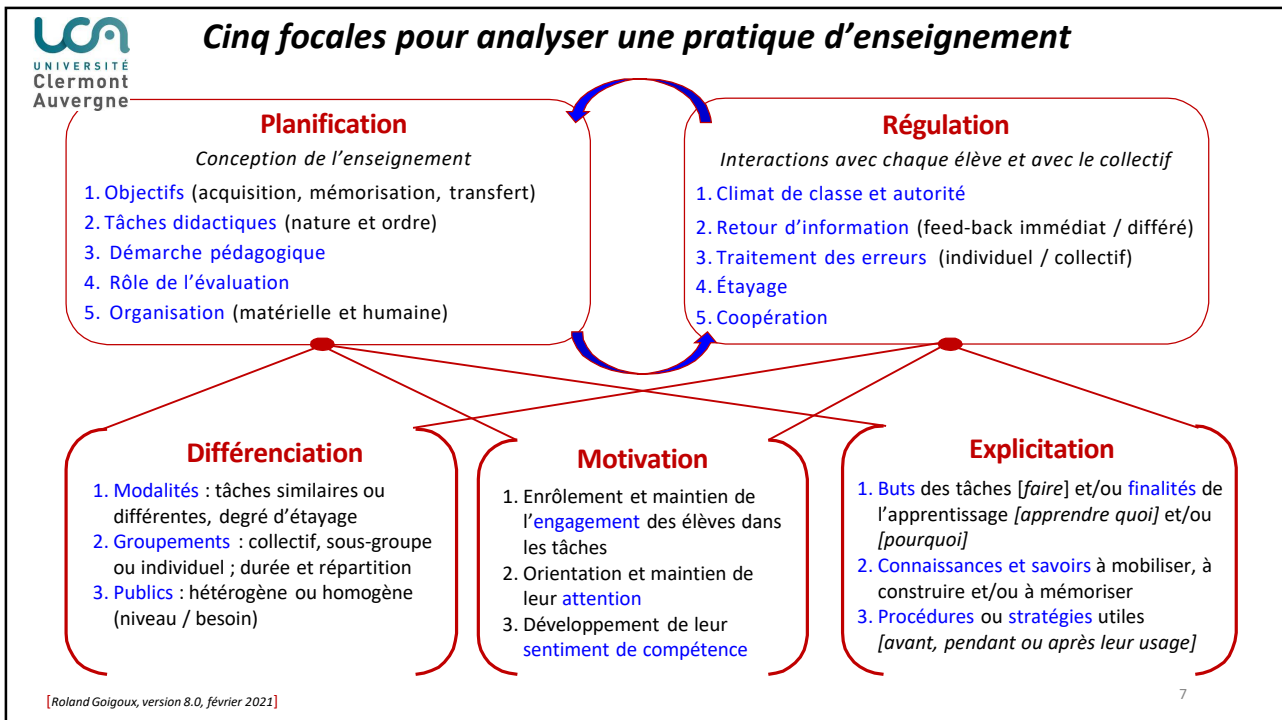 uca
UNIVERSITÉ
Clermont
Auvergne
Cinq focales pour analyser une pratique d'enseignement
Planification
Conception de l'enseignement
1. Objectifs (acquisition, mémorisation, transfert)
2. Tâches didactiques (nature et ordre)
3. Démarche pédagogique
4. Rôle de l'évaluation
5. Organisation (matérielle et humaine)
Régulation
Interactions avec chaque élève et avec le collectif
1. Climat de classe et autorité
2. Retour d'information (feed-back immédiat / différé)
3. Traitement des erreurs (individuel / collectif)
4. Étayage
5. Coopération
Différenciation
1. Modalités : tâches similaires ou
différentes, degré d'étayage
2. Groupements : collectif, sous-groupe
ou individuel ; durée et répartition
3. Publics : hétérogène ou homogène
(niveau / besoin)
Motivation
1. Enrôlement et maintien de
l'engagement des élèves dans
les tâches
2. Orientation et maintien de
leur attention
3. Développement de leur
sentiment de compétence
Explicitation
1. Buts des tâches [faire] et/ou finalités de
l'apprentissage [apprendre quoi] et/ou
[pourquoi]
2. Connaissances et savoirs à mobiliser, à
construire et/ou à mémoriser
3. Procédures ou stratégies utiles
[avant, pendant ou après leur usage]
[Roland Goigoux, version 8.0, février 2021]
7